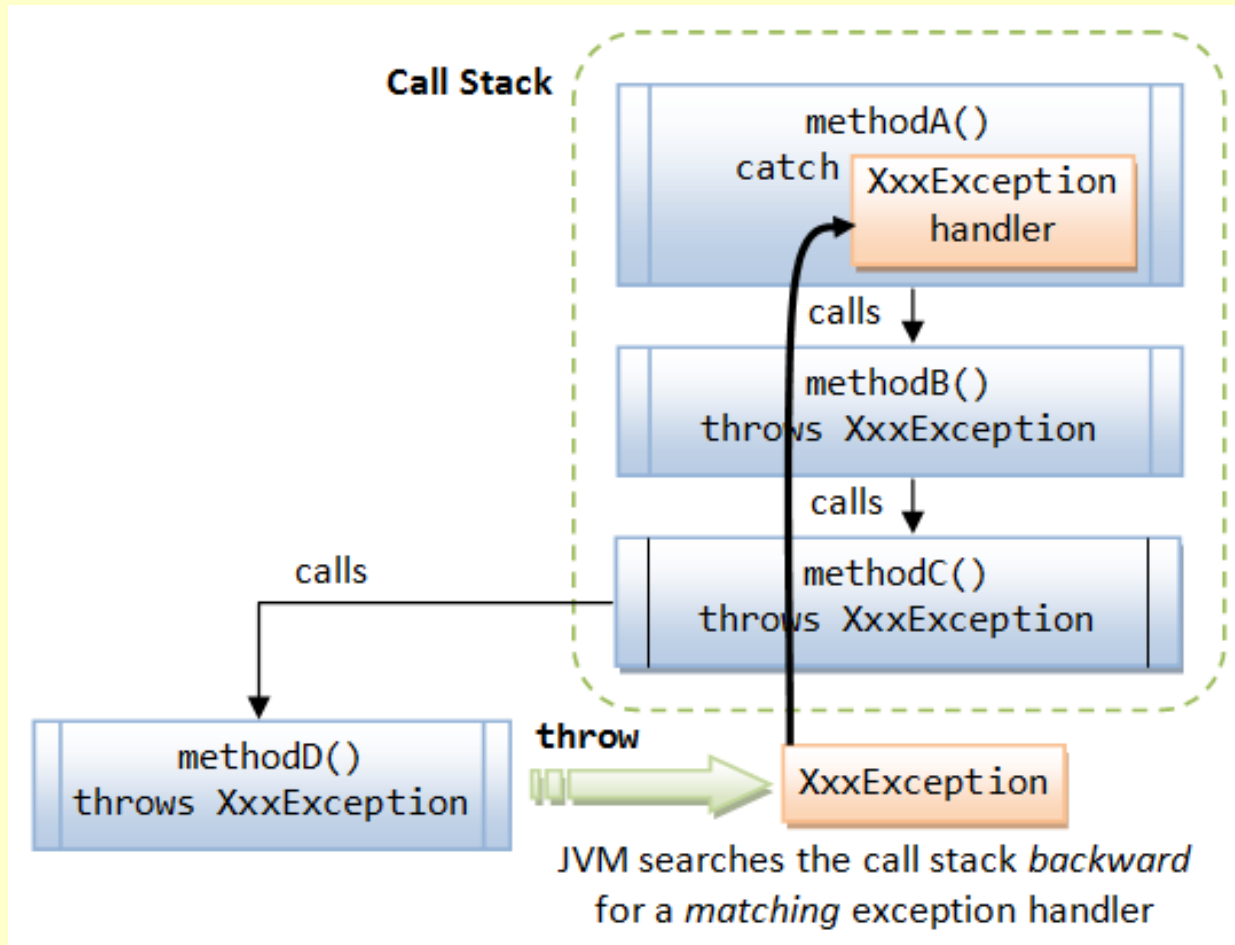 Call Stack
methodA()
catch
XxxException
handler
calls
methodB()
throws XxxException
calls
methodC()
throws XxxException
calls
methodD()
throws XxxException
throw
XxxException
JVM searches the call stack backward
for a matching exception handler